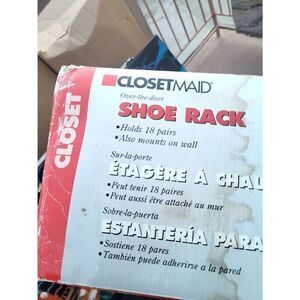 CLOSETMAID
Over-the-door
SHOE RACK
• Holds 18 pairs
• Also mounts on wall
Sur-la-porte
ÉTAGÈRE À
• Peut tenir 18 paires
• Peut aussi être attaché au mur
Sobre-la-puerta
ESTANTERÍA PARA
• Sostiene 18 pares
• También puede adherirse a la pared
CLOSET